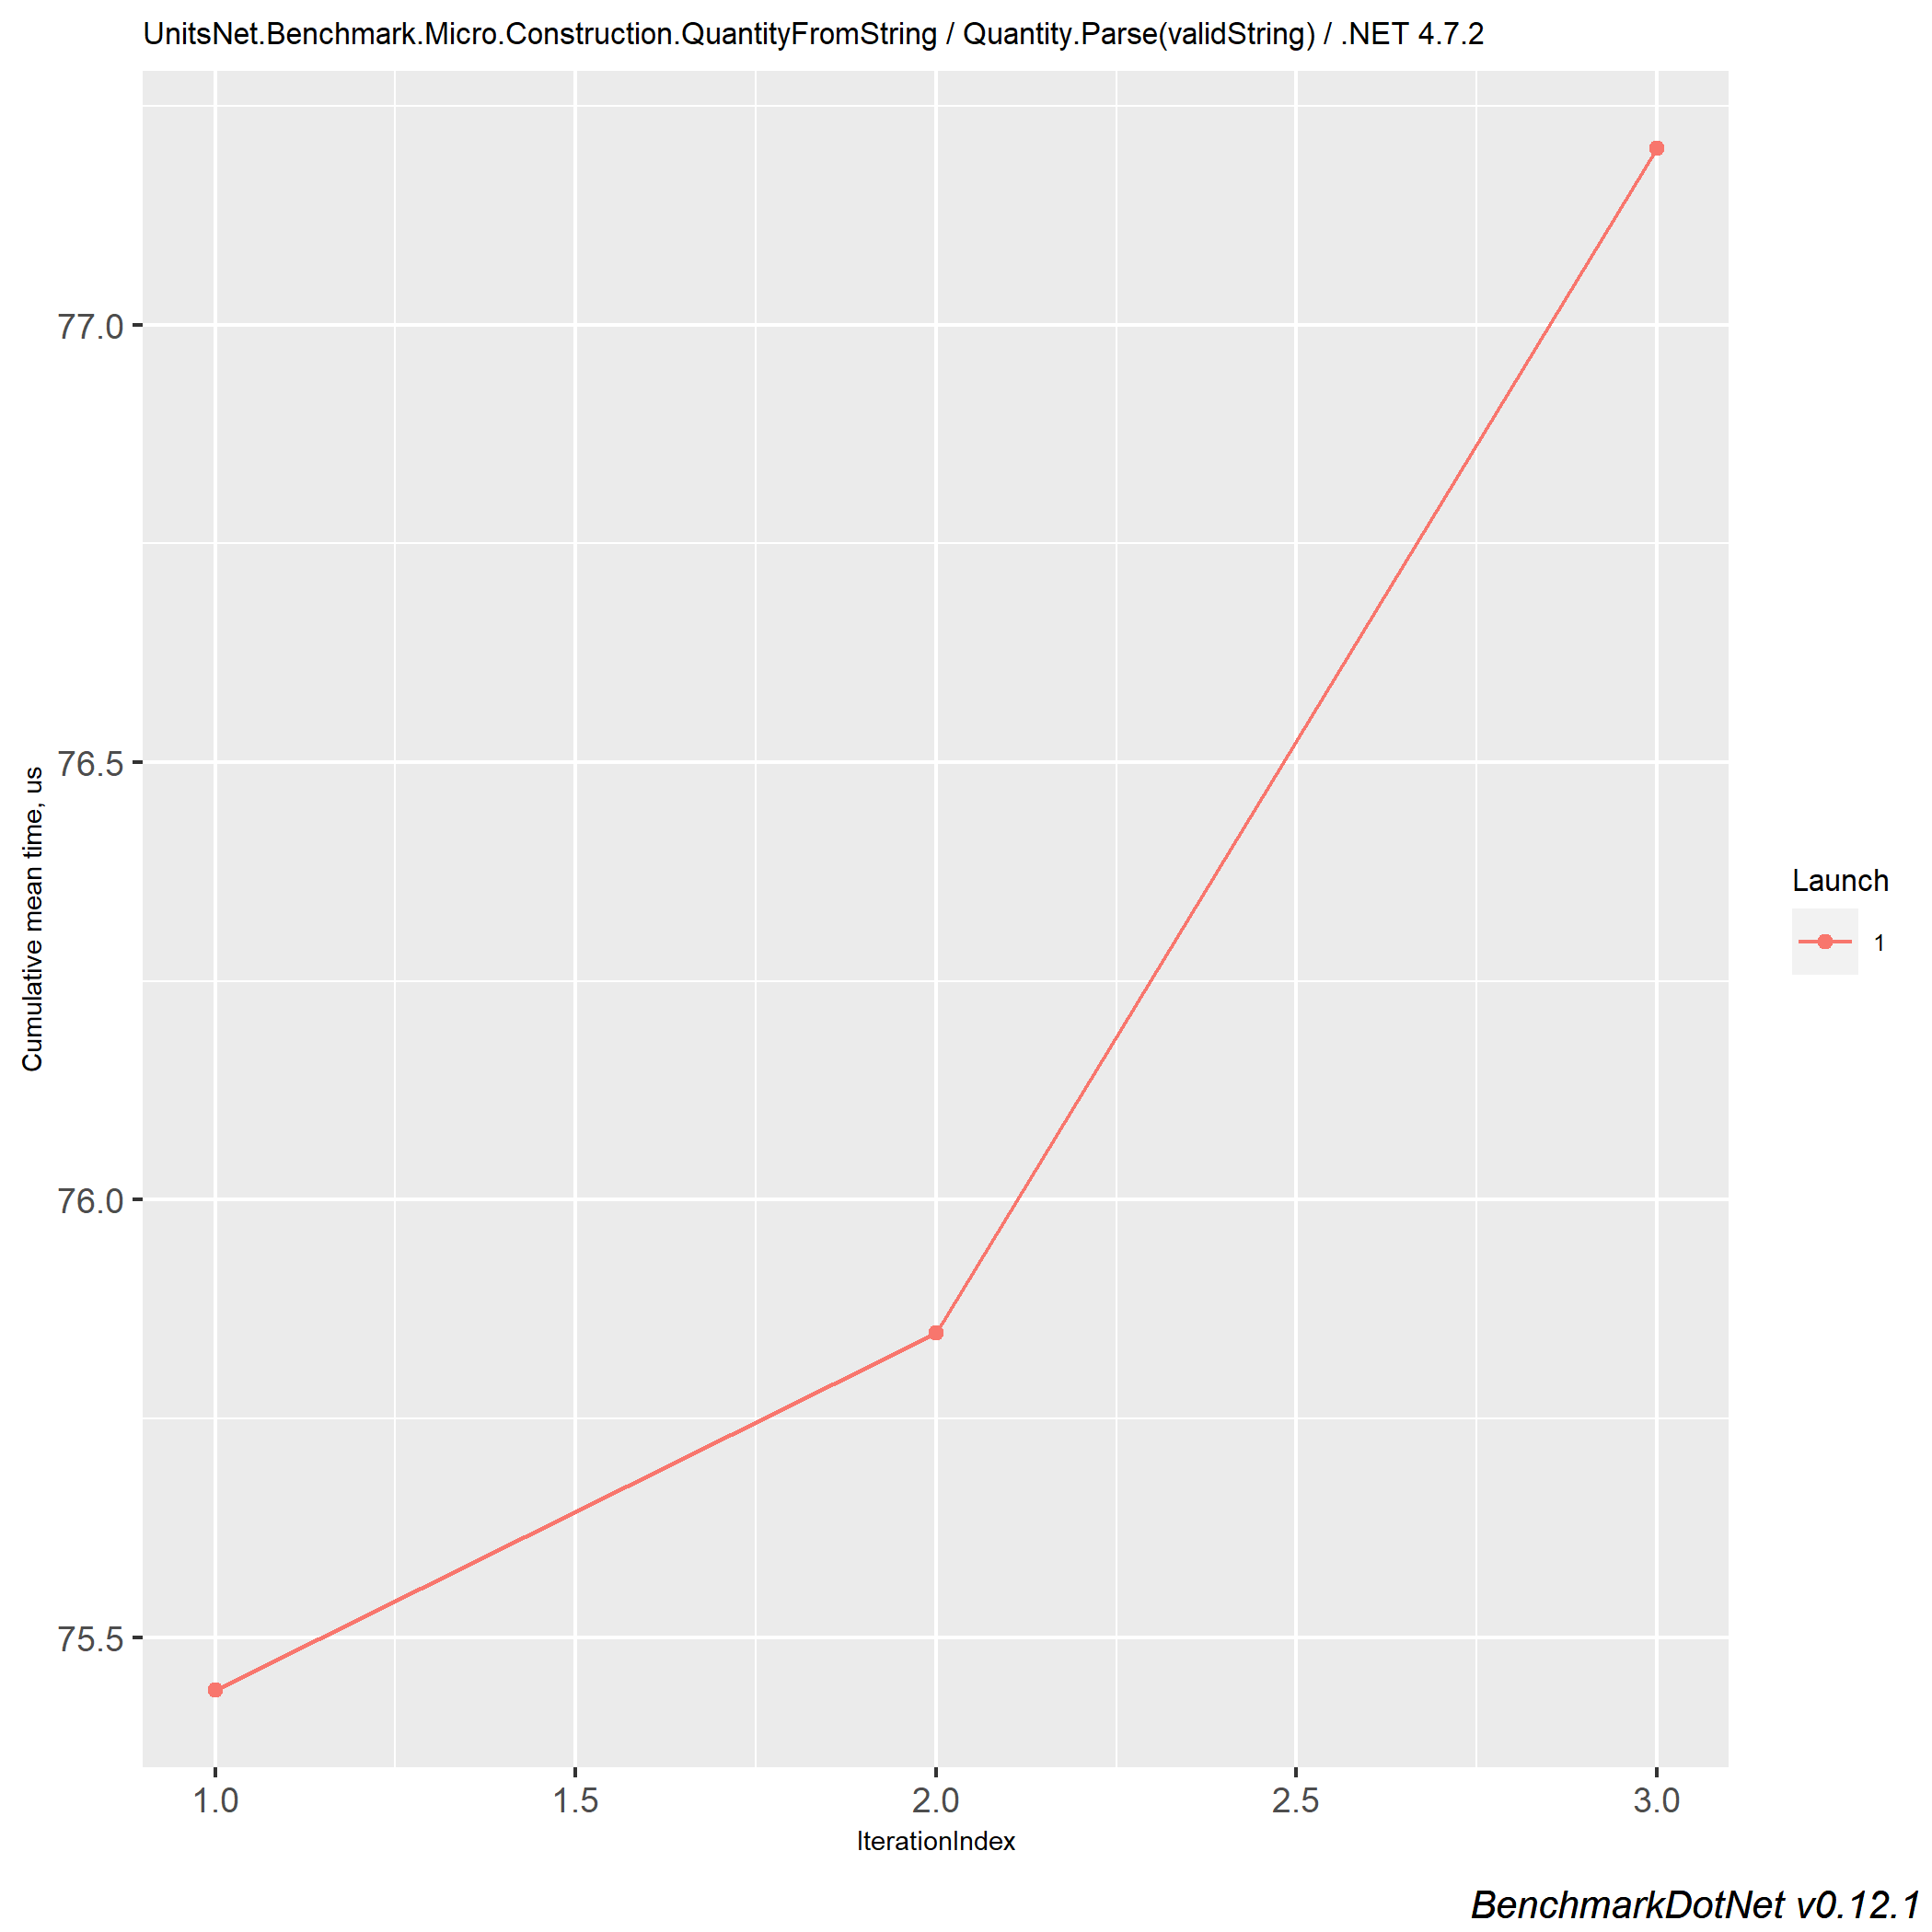 UnitsNet.Benchmark.Micro.Construction.QuantityFromString / Quantity.Parse(validString) / .NET 4.7.2
77.0
76.5
76.0
75.5
Cumulative mean time, us
1.0 1.5 2.0 2.5 3.0
IterationIndex
Launch
1
BenchmarkDotNet v0.12.1